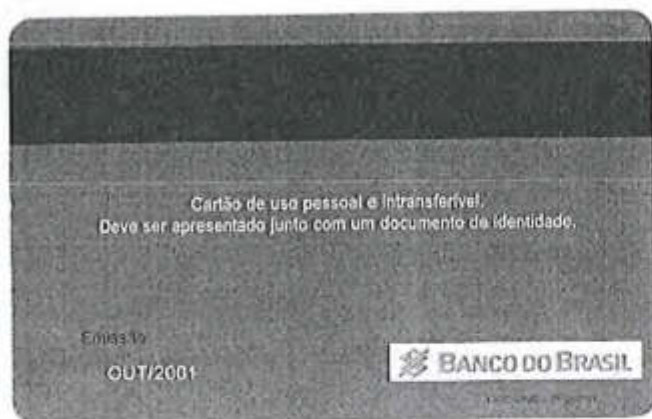 Cartão de uso pessoal e intransferível.
Deve ser apresentado junto com um documento de identidade.
Emissão
OUT/2001
BANCO DO BRASIL